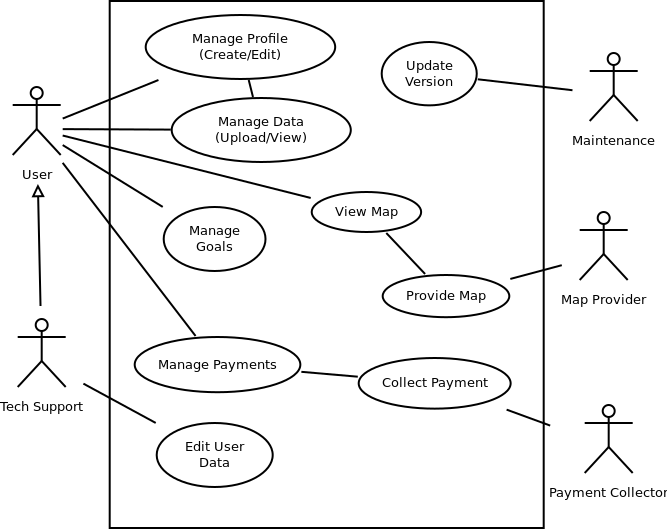 Manage Profile
(Create/Edit)
Update
Version
Manage Data
(Upload/View)
Maintenance
User
View Map
Manage
Goals
Provide Map
Map Provider
Manage Payments
Collect Payment
Tech Support
Edit User
Data
Payment Collector